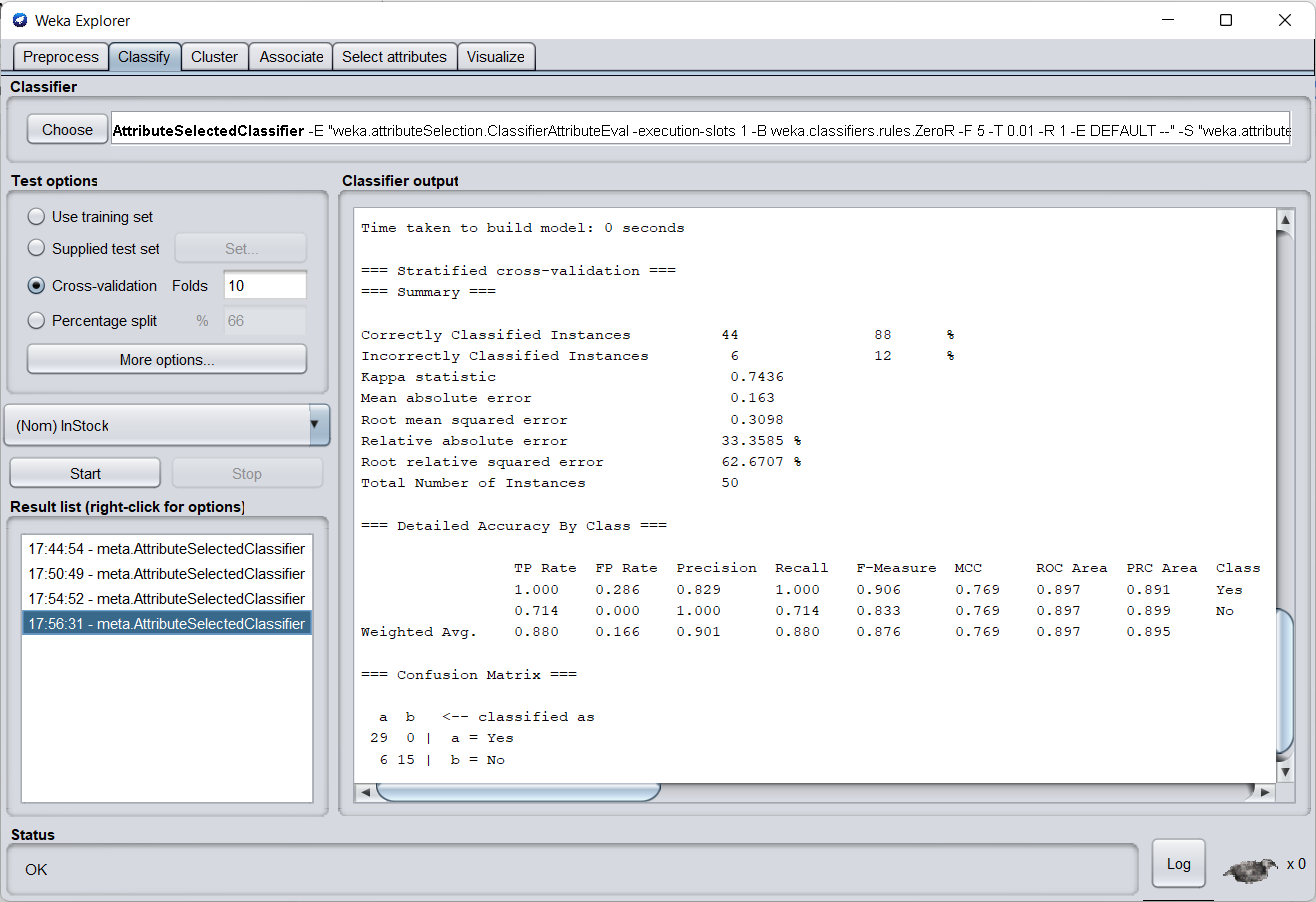 Weka Explorer
Preprocess Classify Cluster Associate Select attributes Visualize
Classifier
Choose AttributeSelectedClassifier -E "weka.attributeSelection.ClassifierAttributeEval -execution-slots 1 -B weka.classifiers.rules.ZeroR -F 5 -T 0.01 -R 1 -E DEFAULT --" -S "weka.attribute
Test options
Use training set
Supplied test set Set...
Cross-validation Folds 10
Percentage split % 66
More options...
(Nom) InStock
Start Stop
Result list (right-click for options)
17:44:54 - meta.AttributeSelectedClassifier
17:50:49 - meta.AttributeSelectedClassifier
17:54:52 - meta.AttributeSelectedClassifier
17:56:31 - meta.AttributeSelectedClassifier
Classifier output
Time taken to build model: 0 seconds
=== Stratified cross-validation ===
=== Summary ===
Correctly Classified Instances 44 88 %
Incorrectly Classified Instances 6 12 %
Kappa statistic 0.7436
Mean absolute error 0.163
Root mean squared error 0.3098
Relative absolute error 33.3585 %
Root relative squared error 62.6707 %
Total Number of Instances 50
=== Detailed Accuracy By Class ===
TP Rate FP Rate Precision Recall F-Measure MCC ROC Area PRC Area Class
1.000 0.286 0.829 1.000 0.906 0.769 0.897 0.891 Yes
0.714 0.000 1.000 0.714 0.833 0.769 0.897 0.899 No
Weighted Avg. 0.880 0.166 0.901 0.880 0.876 0.769 0.897 0.895
=== Confusion Matrix ===
a b <-- classified as
29 0 | a = Yes
6 15 | b = No
Status
OK
Log x 0